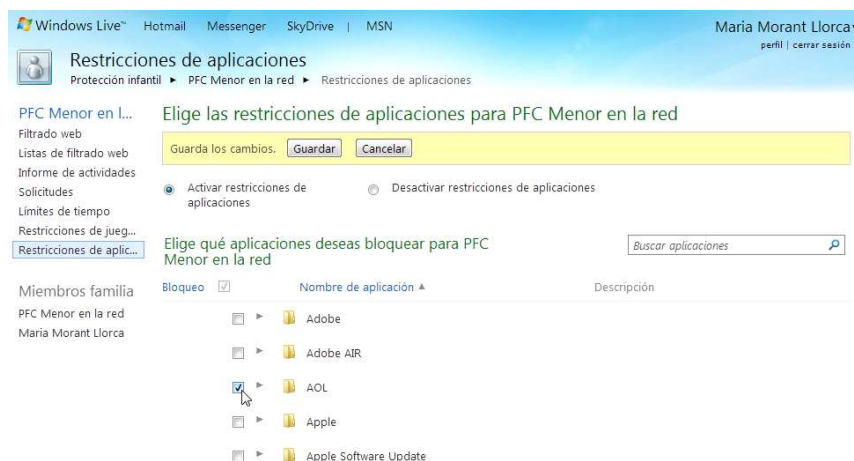 Windows Live™ Hotmail Messenger SkyDrive | MSN Maria Morant Llorca
perfil | cerrar sesión
Restricciones de aplicaciones
Protección infantil ▸ PFC Menor en la red ▸ Restricciones de aplicaciones
PFC Menor en l...
Filtrado web
Listas de filtrado web
Informe de actividades
Solicitudes
Límites de tiempo
Restricciones de jueg...
Restricciones de aplic...
Miembros familia
PFC Menor en la red
Maria Morant Llorca
Elige las restricciones de aplicaciones para PFC Menor en la red
Guarda los cambios. Guardar Cancelar
Activar restricciones de
aplicaciones
Desactivar restricciones de aplicaciones
Elige qué aplicaciones deseas bloquear para PFC
Menor en la red
Buscar aplicaciones
Bloqueo Nombre de aplicación ▲ Descripción
Adobe
Adobe AIR
AOL
Apple
Apple Software Update